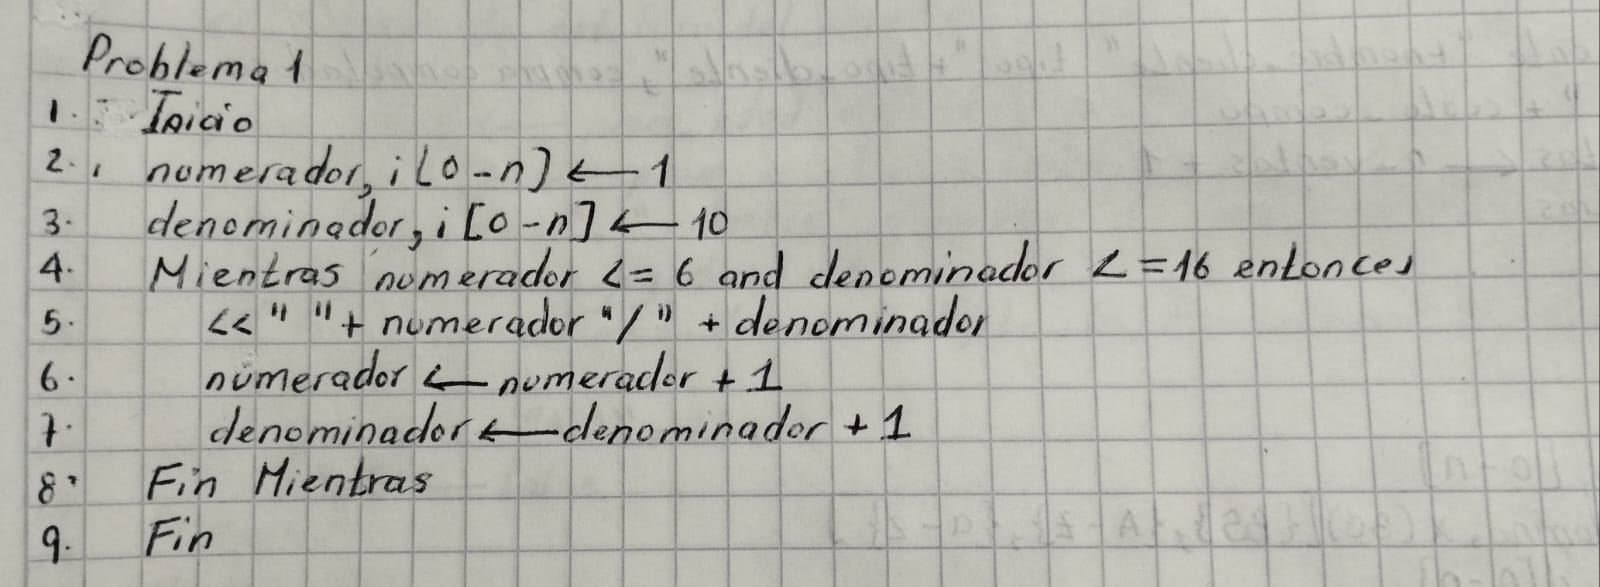 Problema 1
1. Inicio
2. numerador, i [0-n] ← 1
3. denominador, i [0-n] ← 10
4. Mientras numerador <= 6 and denominador <= 16 entonces
5. <<" "+ numerador "/" + denominador
6. numerador ← numerador + 1
7. denominador ← denominador + 1
8. Fin Mientras
9. Fin